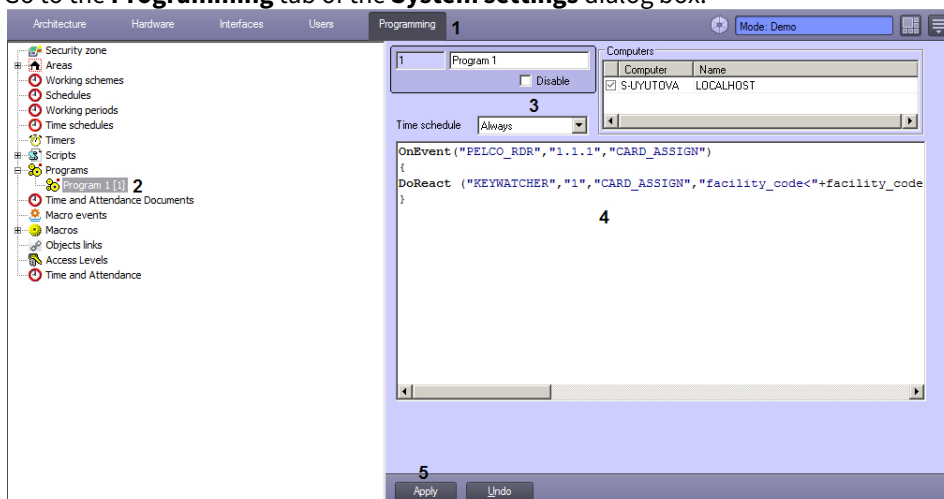 Go to the Programming tab of the System settings dialog box.
Architecture Hardware Interfaces Users Programming 1 Mode: Demo
Security zone
Areas
Working schemes
Schedules
Working periods
Time schedules
Timers
Scripts
Programs
Program 1 [1] 2
Time and Attendance Documents
Macro events
Macros
Objects links
Access Levels
Time and Attendance
1 Program 1
Disable
3
Time schedule Always
Computers
Computer Name
S-UYUTOVA LOCALHOST
OnEvent("PELCO_RDR","1.1.1","CARD_ASSIGN")
{
DoReact ("KEYWATCHER","1","CARD_ASSIGN","facility_code<"+facility_code
}
4
5
Apply Undo